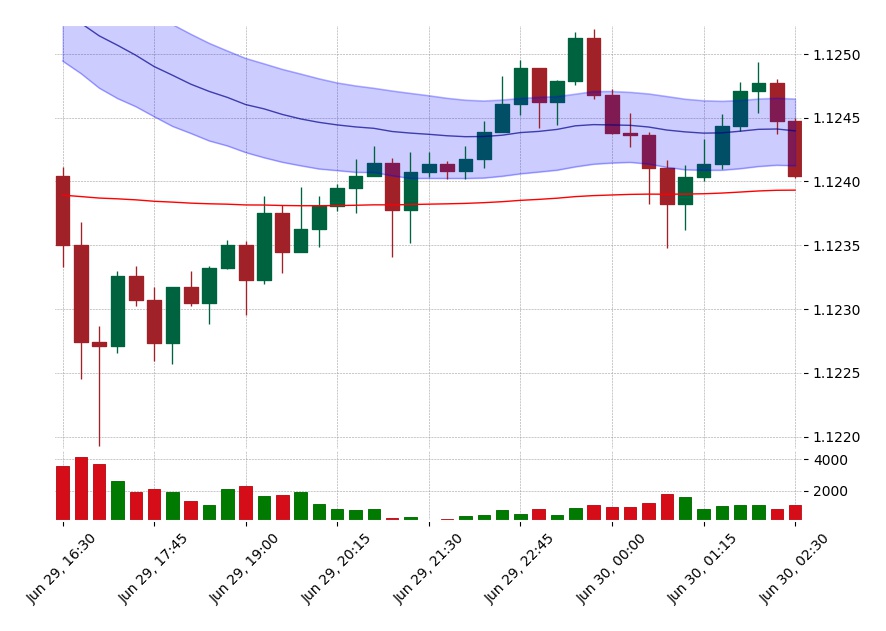 1.1250
1.1245
1.1240
1.1235
1.1230
1.1225
1.1220
4000
2000
Jun 29, 16:30
Jun 29, 17:45
Jun 29, 19:00
Jun 29, 20:15
Jun 29, 21:30
Jun 29, 22:45
Jun 30, 00:00
Jun 30, 01:15
Jun 30, 02:30